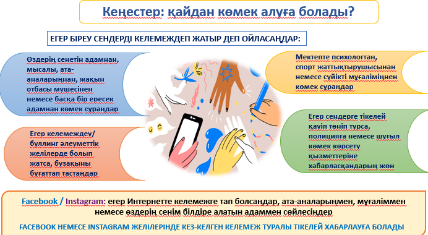 Кеңестер: қайдан көмек алуға болады?
ЕГЕР БІРЕУ СЕНДЕРДІ КЕЛЕМЕЖДЕП ЖАТЫР ДЕП ОЙЛАСАҢДАР:
Өздерің сенетін адамнан,
мысалы, ата-
аналарыңнан, жақын
отбасы мүшесінен
немесе басқа бір ересек
адамнан көмек сұраңдар
Мектепте психологтан,
спорт жаттықтырушысынан
немесе сүйікті мұғаліміңнен
көмек сұраңдар
Егер келемеждеу/
буллинг әлеуметтік
желілерде болып
жатса, бұзақыны
бұғаттап тастаңдар
Егер сендерге тікелей
қауіп төніп тұрса,
полицияға немесе шұғыл
көмек көрсету
қызметтеріне
хабарласыңдар
Facebook / Instagram: егер Интернетте келемежге тап болсаңдар, ата-аналарыңмен, мұғаліммен
немесе өздерің сенім білдіре алатын адаммен сөйлесіңдер
FACEBOOK НЕМЕСЕ INSTAGRAM ЖЕЛІЛЕРІНДЕ КЕЗ-КЕЛГЕН КЕЛЕМЕЖ ТУРАЛЫ ТІКЕЛЕЙ ХАБАРЛАУҒА БОЛАДЫ